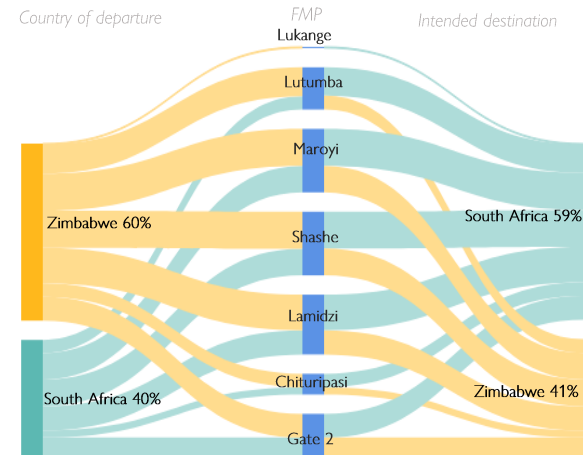 Country of departure
FMP
Intended destination
Lukange
Lutumba
Maroyi
Zimbabwe 60%
South Africa 59%
Shashe
Lamidzi
Chituripasi
Zimbabwe 41%
South Africa 40%
Gate 2